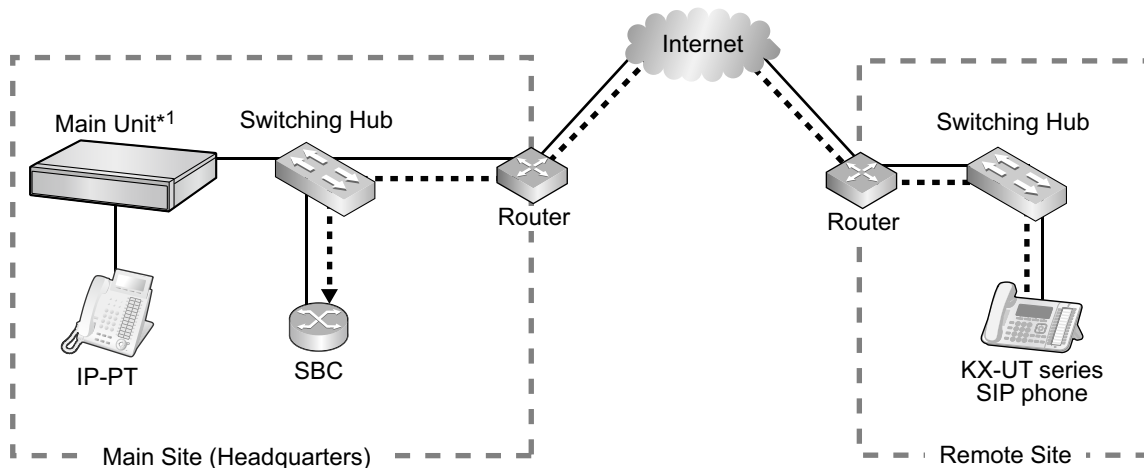 Internet
Main Unit*1
Switching Hub
Switching Hub
Router
Router
IP-PT
SBC
KX-UT series
SIP phone
Main Site (Headquarters)
Remote Site